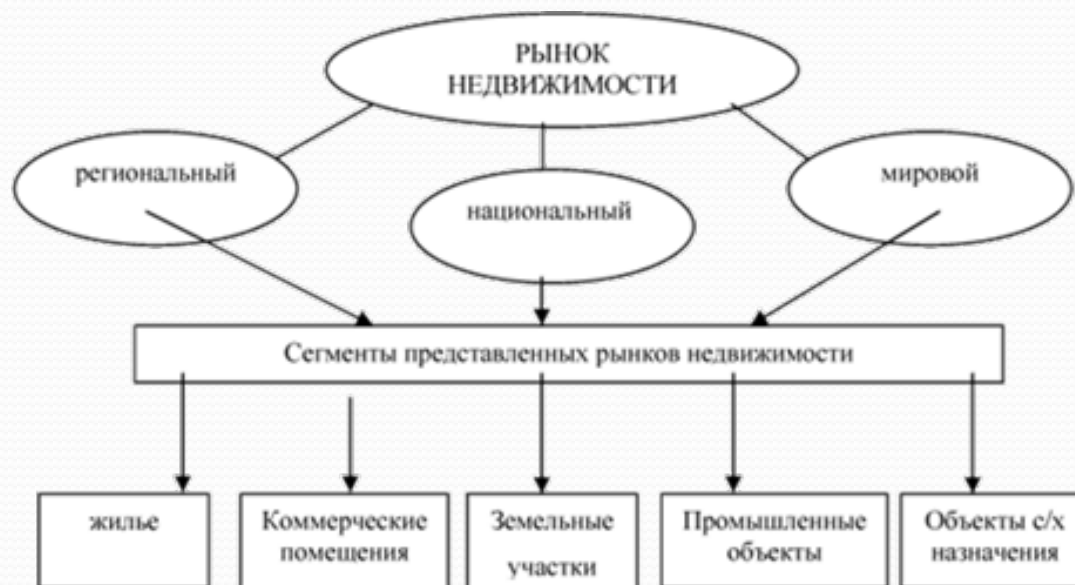 РЫНОК
НЕДВИЖИМОСТИ
региональный
национальный
мировой
Сегменты представленных рынков недвижимости
жилье
Коммерческие
помещения
Земельные
участки
Промышленные
объекты
Объекты с/х
назначения